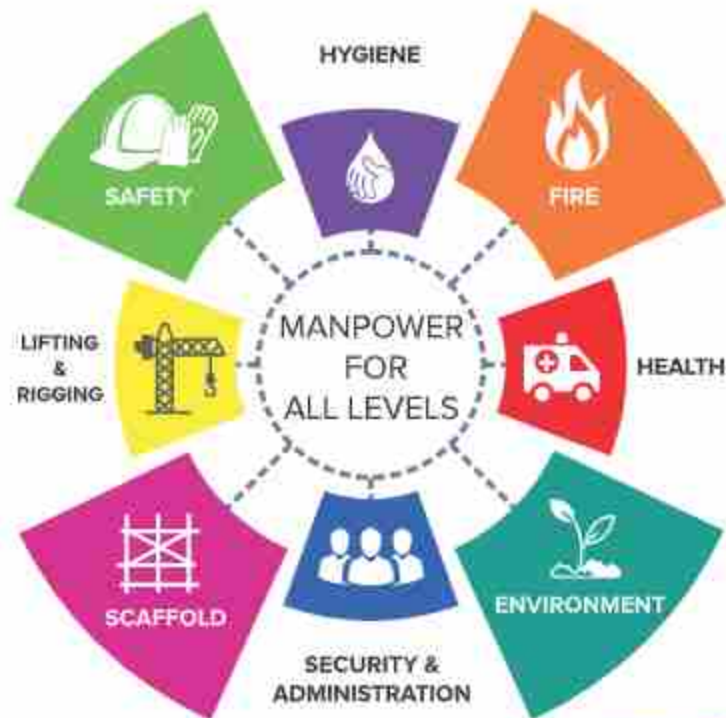 HYGIENE
SAFETY
FIRE
LIFTING
&
RIGGING
MANPOWER
FOR
ALL LEVELS
HEALTH
SCAFFOLD
ENVIRONMENT
SECURITY &
ADMINISTRATION